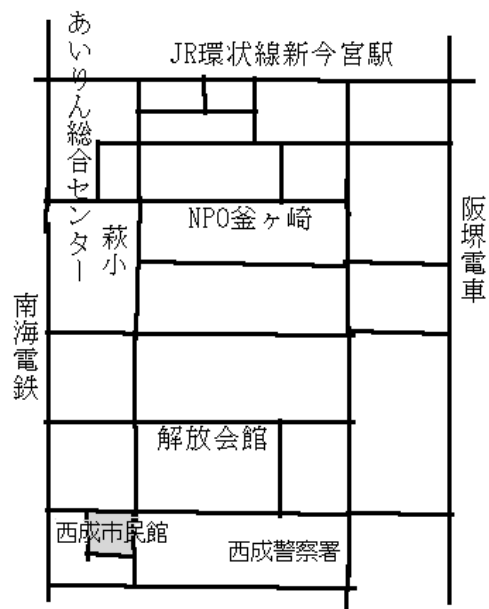 JR環状線新今宮駅
あいりん総合センター
NPO釜ヶ崎
萩小
阪堺電車
南海電鉄
解放会館
西成市民館
西成警察署